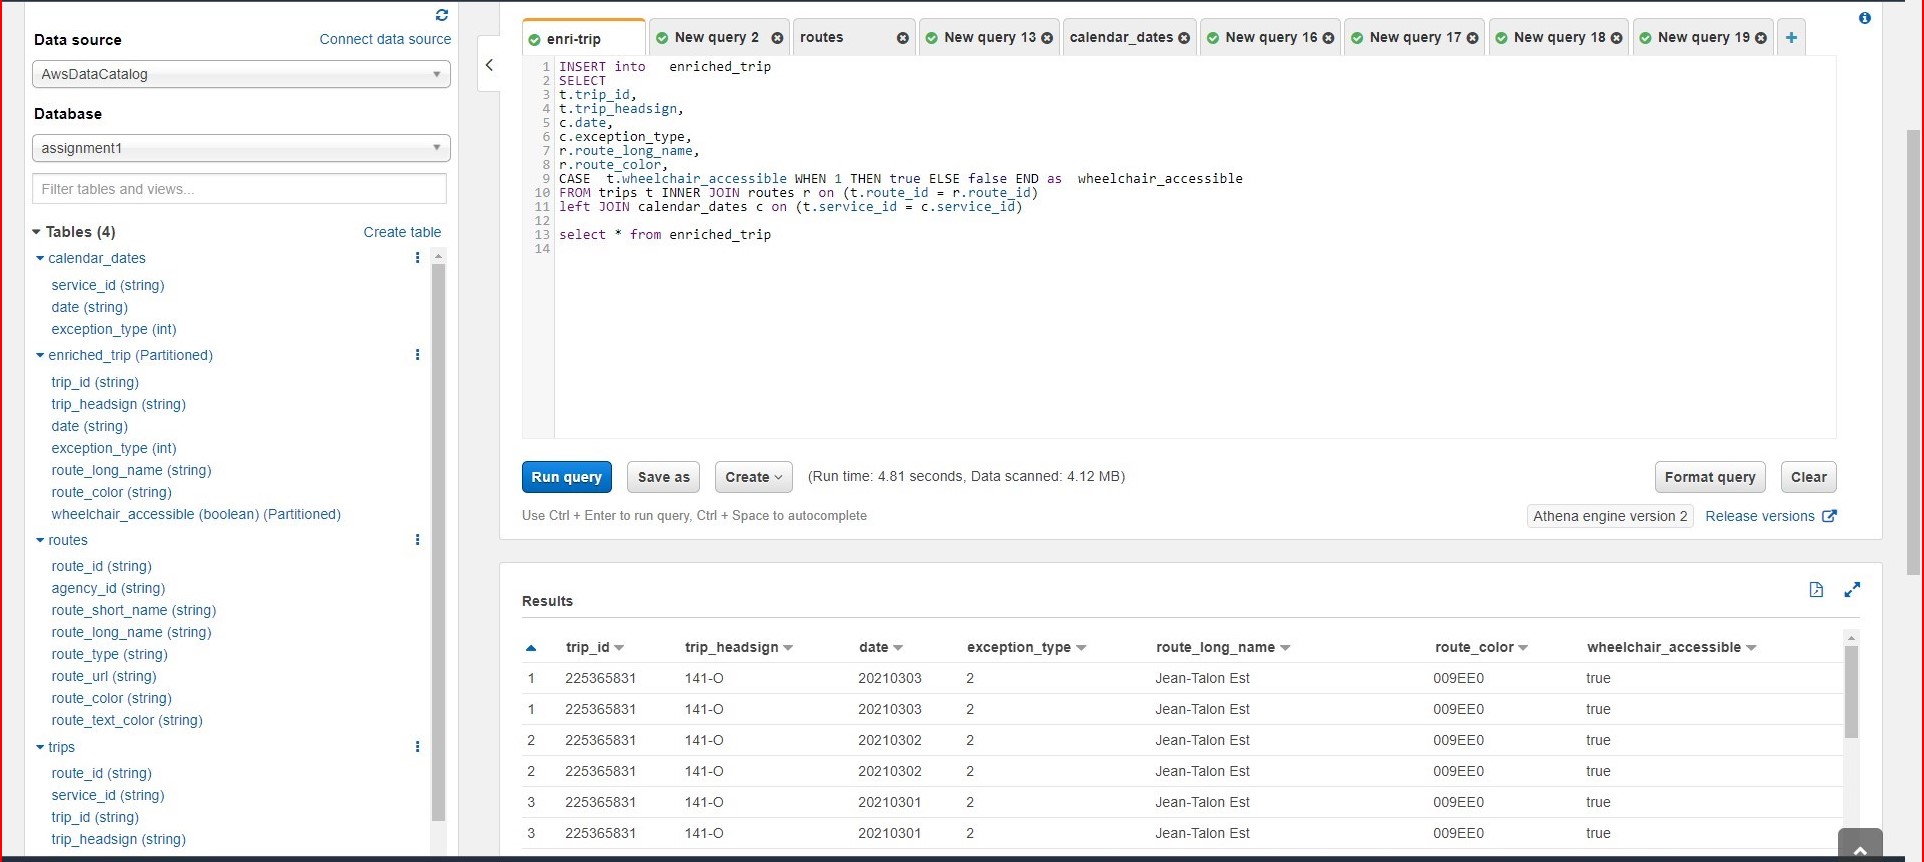 Data source
Connect data source
AwsDataCatalog
Database
assignment1
Filter tables and views...
Tables (4)
Create table
calendar_dates
service_id (string)
date (string)
exception_type (int)
enriched_trip (Partitioned)
trip_id (string)
trip_headsign (string)
date (string)
exception_type (int)
route_long_name (string)
route_color (string)
wheelchair_accessible (boolean) (Partitioned)
routes
route_id (string)
agency_id (string)
route_short_name (string)
route_long_name (string)
route_type (string)
route_url (string)
route_color (string)
route_text_color (string)
trips
route_id (string)
service_id (string)
trip_id (string)
trip_headsign (string)
enri-trip New query 2 routes New query 13 calendar_dates New query 16 New query 17 New query 18 New query 19 +
1 INSERT into   enriched_trip
2 SELECT
3 t.trip_id,
4 t.trip_headsign,
5 c.date,
6 c.exception_type,
7 r.route_long_name,
8 r.route_color,
9 CASE  t.wheelchair_accessible WHEN 1 THEN true ELSE false END as  wheelchair_accessible
10 FROM trips t INNER JOIN routes r on (t.route_id = r.route_id)
11 left JOIN calendar_dates c on (t.service_id = c.service_id)
12
13 select * from enriched_trip
14
Run query Save as Create (Run time: 4.81 seconds, Data scanned: 4.12 MB) Format query Clear
Use Ctrl + Enter to run query, Ctrl + Space to autocomplete
Athena engine version 2 Release versions
Results
trip_id trip_headsign date exception_type route_long_name route_color wheelchair_accessible
1 225365831 141-O 20210303 2 Jean-Talon Est 009EE0 true
1 225365831 141-O 20210303 2 Jean-Talon Est 009EE0 true
2 225365831 141-O 20210302 2 Jean-Talon Est 009EE0 true
2 225365831 141-O 20210302 2 Jean-Talon Est 009EE0 true
3 225365831 141-O 20210301 2 Jean-Talon Est 009EE0 true
3 225365831 141-O 20210301 2 Jean-Talon Est 009EE0 true